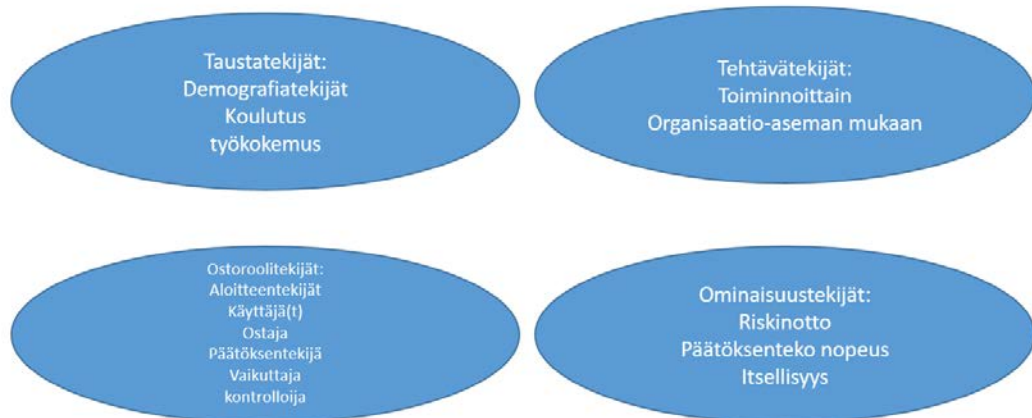 Taustatekijät:
Demografiatekijät
Koulutus
työkokemus
Tehtävätekijät:
Toiminnoittain
Organisaatio-aseman mukaan
Ostoroolitekijät:
Aloitteentekijät
Käyttäjä(t)
Ostaja
Päätöksentekijä
Vaikuttaja
kontrolloija
Ominaisuustekijät:
Riskinotto
Päätöksenteko nopeus
Itsellisyys